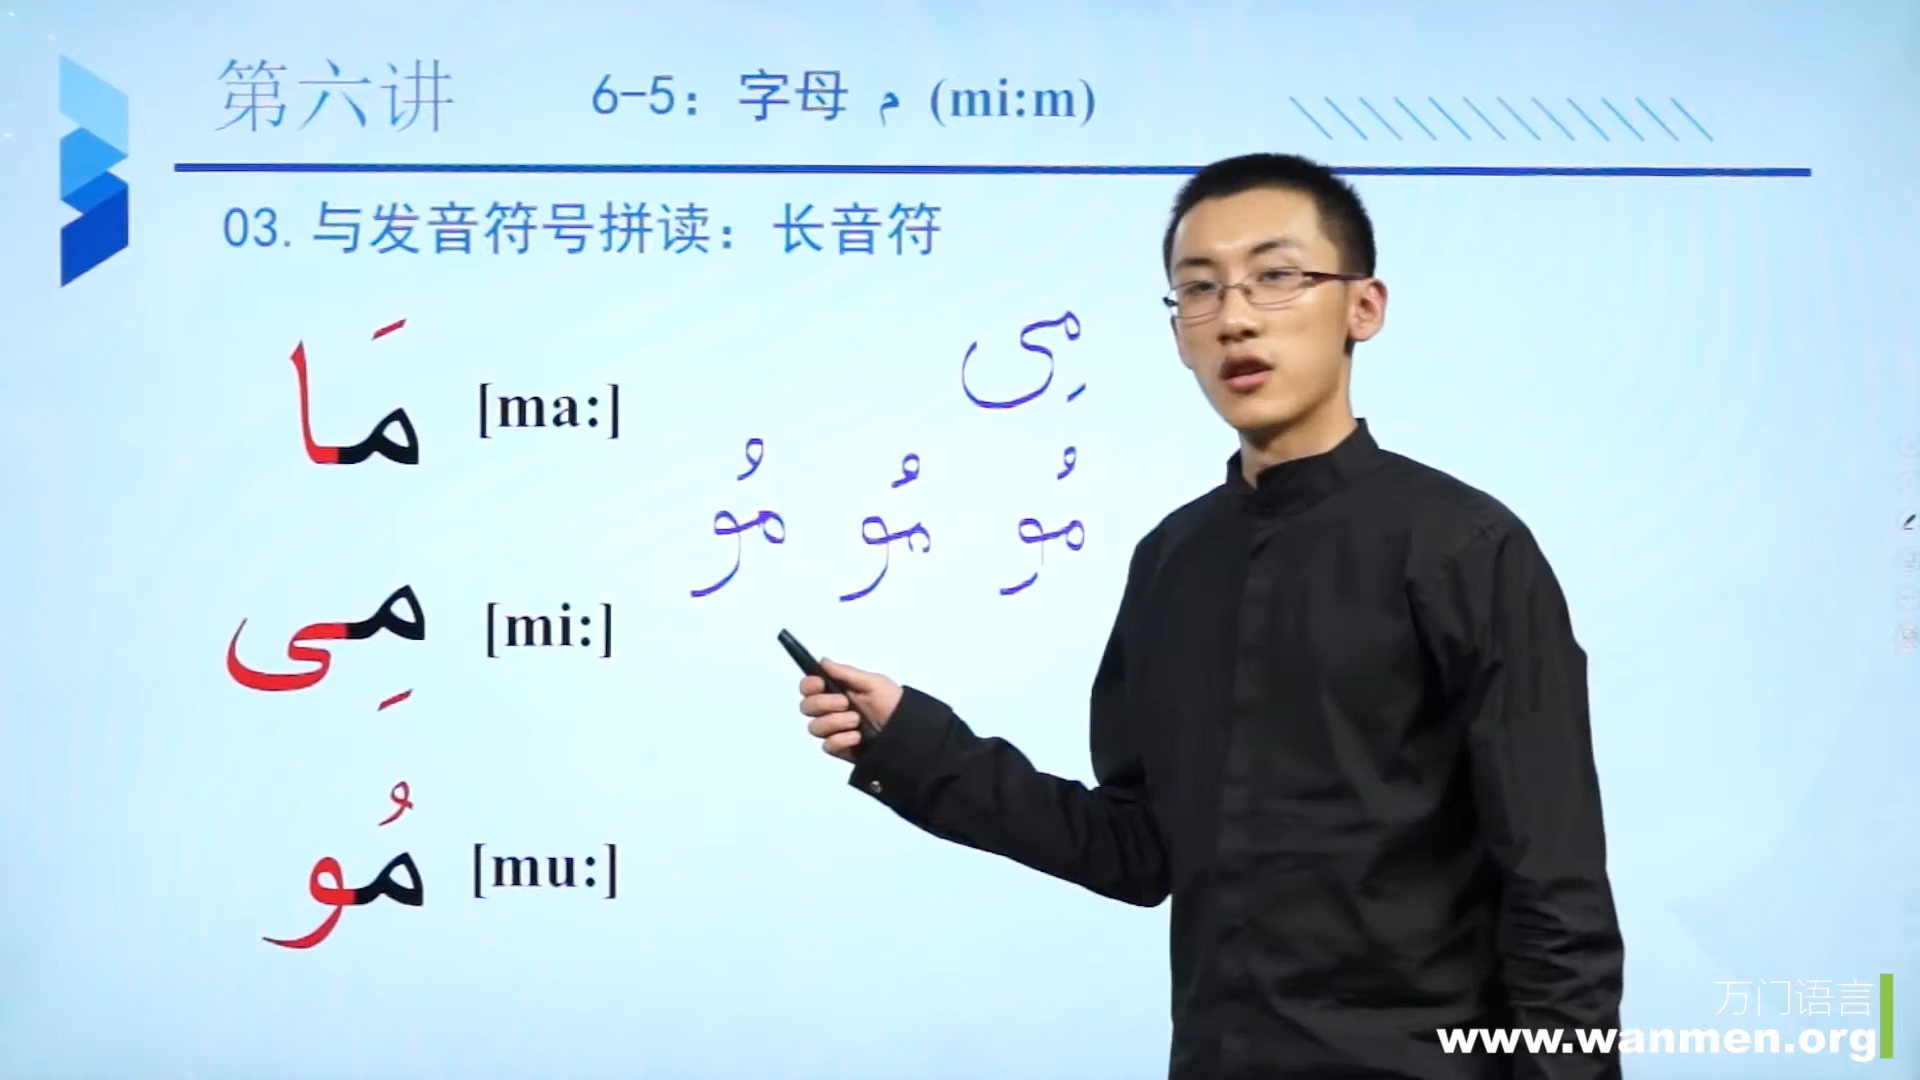 第六讲
6-5: 字母 م (mi:m)
03. 与发音符号拼读: 长音符
مَا [ma:]
مِى
مُو مُو مُو
مِى [mi:]
مُو [mu:]
万门语言
www.wanmen.org